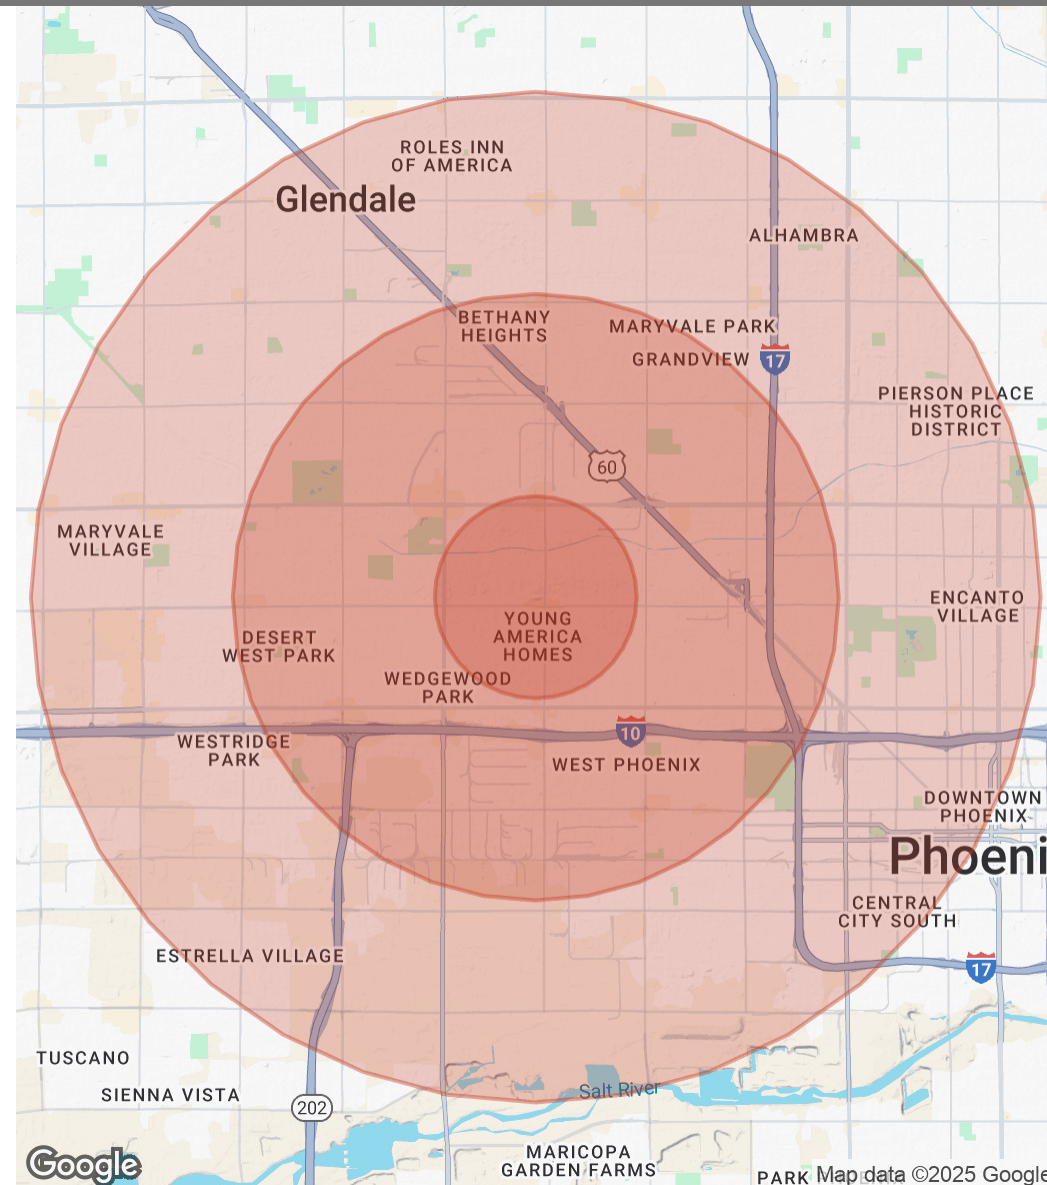 ROLES INN
OF AMERICA
Glendale
ALHAMBRA
BETHANY
HEIGHTS
MARYVALE PARK
GRANDVIEW
17
PIERSON PLACE
HISTORIC
DISTRICT
60
MARYVALE
VILLAGE
ENCANTO
VILLAGE
YOUNG
AMERICA
HOMES
DESERT
WEST PARK
WEDGEWOOD
PARK
10
WESTRIDGE
PARK
WEST PHOENIX
DOWNTOWN
PHOENIX
Phoeni
CENTRAL
CITY SOUTH
ESTRELLA VILLAGE
17
TUSCANO
SIENNA VISTA
Salt River
202
MARICOPA
GARDEN FARMS
Google
PARK
Map data ©2025 Google